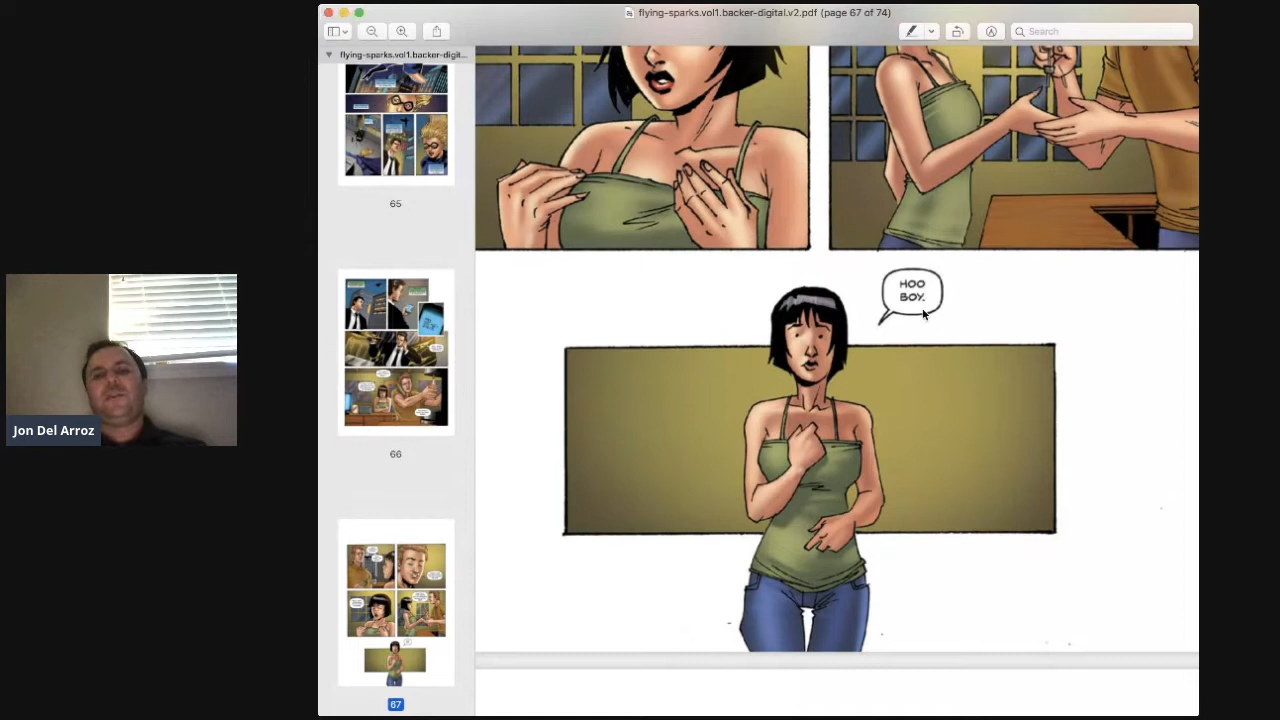 flying-sparks.vol1.backer-digital.v2.pdf (page 67 of 74)
Search
flying-sparks.vol1.backer-digit...
65
66
67
HOO
BOY.
Jon Del Arroz